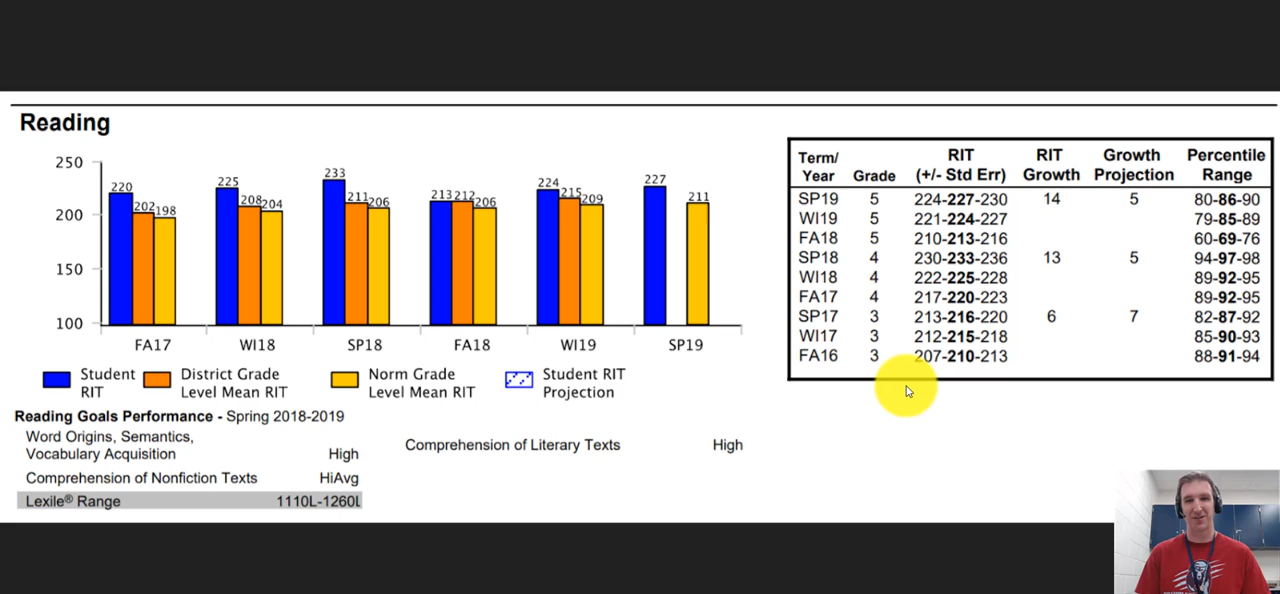 Reading
250
200
150
100
220
202
198
225
208
204
233
211
206
213
212
206
224
215
209
227
211
FA17 WI18 SP18 FA18 WI19 SP19
Student RIT
District Grade Level Mean RIT
Norm Grade Level Mean RIT
Student RIT Projection
Reading Goals Performance - Spring 2018-2019
Word Origins, Semantics,
Vocabulary Acquisition High
Comprehension of Nonfiction Texts HiAvg
Lexile® Range 1110L-1260L
Comprehension of Literary Texts High
Term/ Year Grade RIT (+/- Std Err) RIT Growth Growth Projection Percentile Range
SP19 5 224-227-230 14 5 80-86-90
WI19 5 221-224-227 79-85-89
FA18 5 210-213-216 60-69-76
SP18 4 230-233-236 13 5 94-97-98
WI18 4 222-225-228 89-92-95
FA17 4 217-220-223 89-92-95
SP17 3 213-216-220 6 7 82-87-92
WI17 3 212-215-218 85-90-93
FA16 3 207-210-213 88-91-94